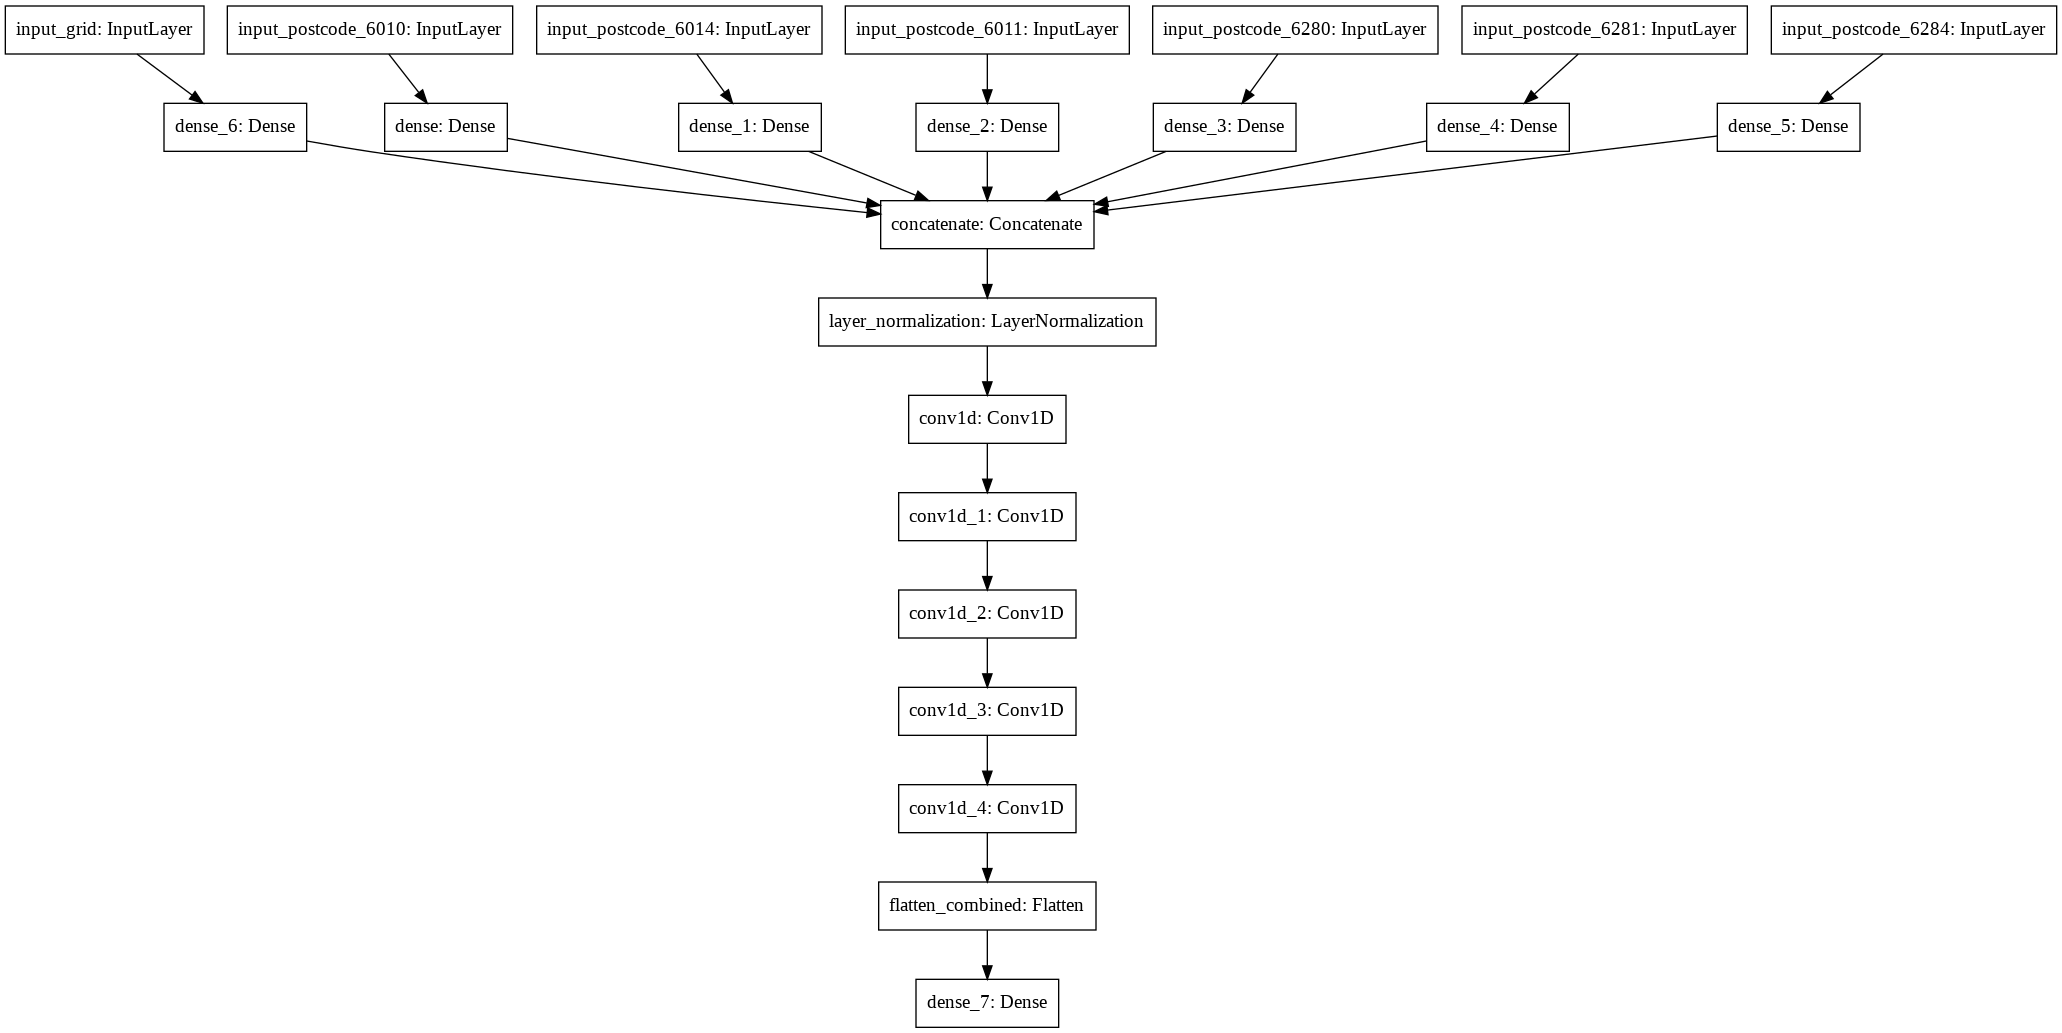 input_grid: InputLayer
input_postcode_6010: InputLayer
input_postcode_6014: InputLayer
input_postcode_6011: InputLayer
input_postcode_6280: InputLayer
input_postcode_6281: InputLayer
input_postcode_6284: InputLayer
dense_6: Dense
dense: Dense
dense_1: Dense
dense_2: Dense
dense_3: Dense
dense_4: Dense
dense_5: Dense
concatenate: Concatenate
layer_normalization: LayerNormalization
conv1d: Conv1D
conv1d_1: Conv1D
conv1d_2: Conv1D
conv1d_3: Conv1D
conv1d_4: Conv1D
flatten_combined: Flatten
dense_7: Dense